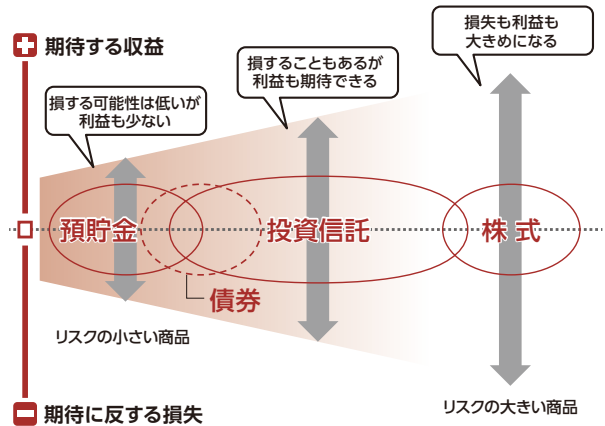 期待する収益
損失も利益も
大きめになる
損することもあるが
利益も期待できる
損する可能性は低いが
利益も少ない
預貯金
投資信託
株式
債券
リスクの小さい商品
リスクの大きい商品
期待に反する損失